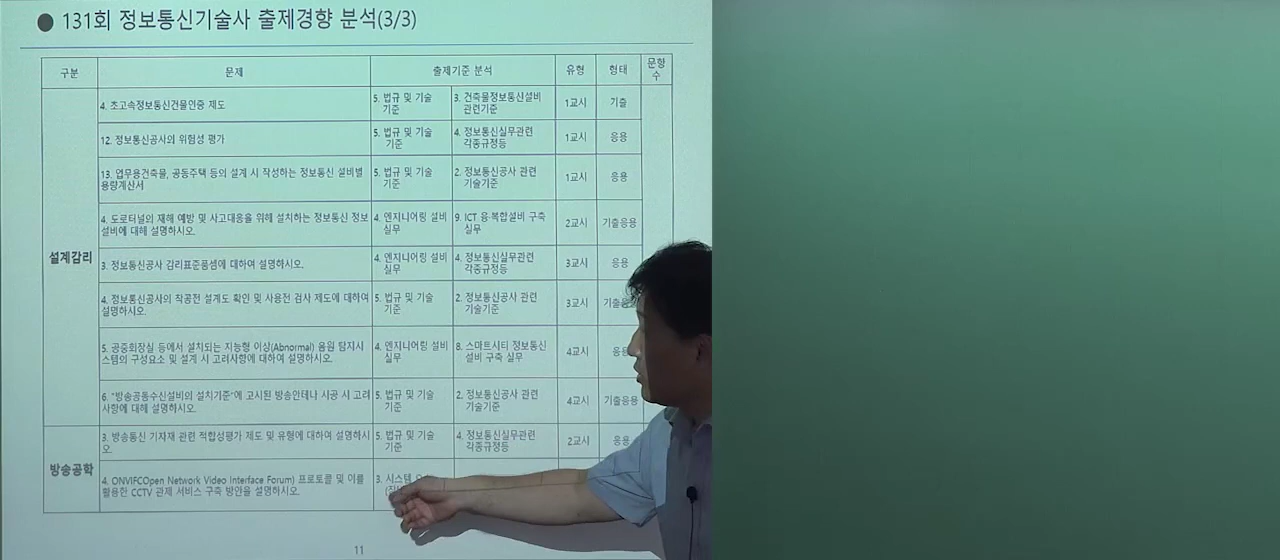 ● 131회 정보통신기술사 출제경향 분석(3/3)
구분 문제 출제기준 분석 유형 형태 문항
수
설계감리
4. 초고속정보통신건물인증 제도 5. 법규 및 기술 3. 건축물정보통신설비 1교시 기출
기준 관련기준
12. 정보통신공사의 위험성 평가 5. 법규 및 기술 4. 정보통신실무관련 1교시 응용
기준 각종규정등
13. 업무용건축물, 공동주택 등의 설계 시 작성하는 정보통신 설비별 5. 법규 및 기술 2. 정보통신공사 관련 1교시 응용
용량계산서 기준 기술기준
4. 도로터널의 재해 예방 및 사고대응을 위해 설치하는 정보통신 정보 4. 엔지니어링 설비 9. ICT 융·복합설비 구축 2교시 기출응용
설비에 대해 설명하시오. 실무 실무
3. 정보통신공사 감리표준품셈에 대하여 설명하시오. 4. 엔지니어링 설비 4. 정보통신실무관련 3교시 응용
실무 각종규정등
4. 정보통신공사의 착공전 설계도 확인 및 사용전 검사 제도에 대하여 5. 법규 및 기술 2. 정보통신공사 관련 3교시 기출응
설명하시오. 기준 기술기준
5. 공중화장실 등에서 설치되는 지능형 이상(Abnormal) 음원 탐지시 4. 엔지니어링 설비 8. 스마트시티 정보통신 4교시 응용
스템의 구성요소 및 설계 시 고려사항에 대하여 설명하시오. 실무 설비 구축 실무
6. "방송공동수신설비의 설치기준"에 고시된 방송안테나 시공 시 고려 5. 법규 및 기술 2. 정보통신공사 관련 4교시 기출응용
사항에 대해 설명하시오. 기준 기술기준
방송공학
3. 방송통신 기자재 관련 적합성평가 제도 및 유형에 대하여 설명하시 5. 법규 및 기술 4. 정보통신실무관련 2교시 응용
오. 기준 각종규정등
4. ONVIFCOpen Network Video Interface Forum) 프로토콜 및 이를 3. 시스템
활용한 CCTV 관제 서비스 구축 방안을 설명하시오.
11